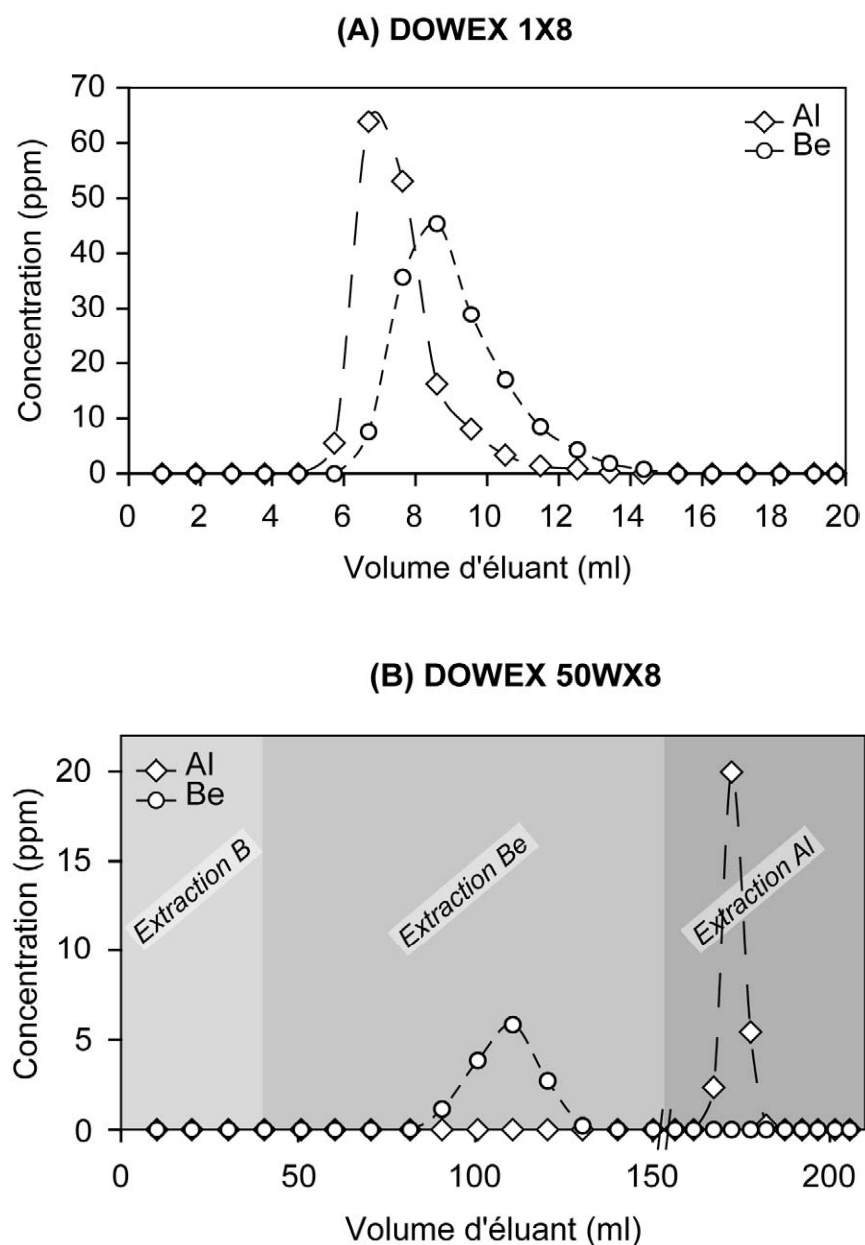 (A) DOWEX 1X8
Concentration (ppm)
70
60
50
40
30
20
10
0
Al
Be
0 2 4 6 8 10 12 14 16 18 20
Volume d'éluant (ml)
(B) DOWEX 50WX8
Concentration (ppm)
20
15
10
5
0
Al
Be
Extraction B
Extraction Be
Extraction Al
0 50 100 150 200
Volume d'éluant (ml)